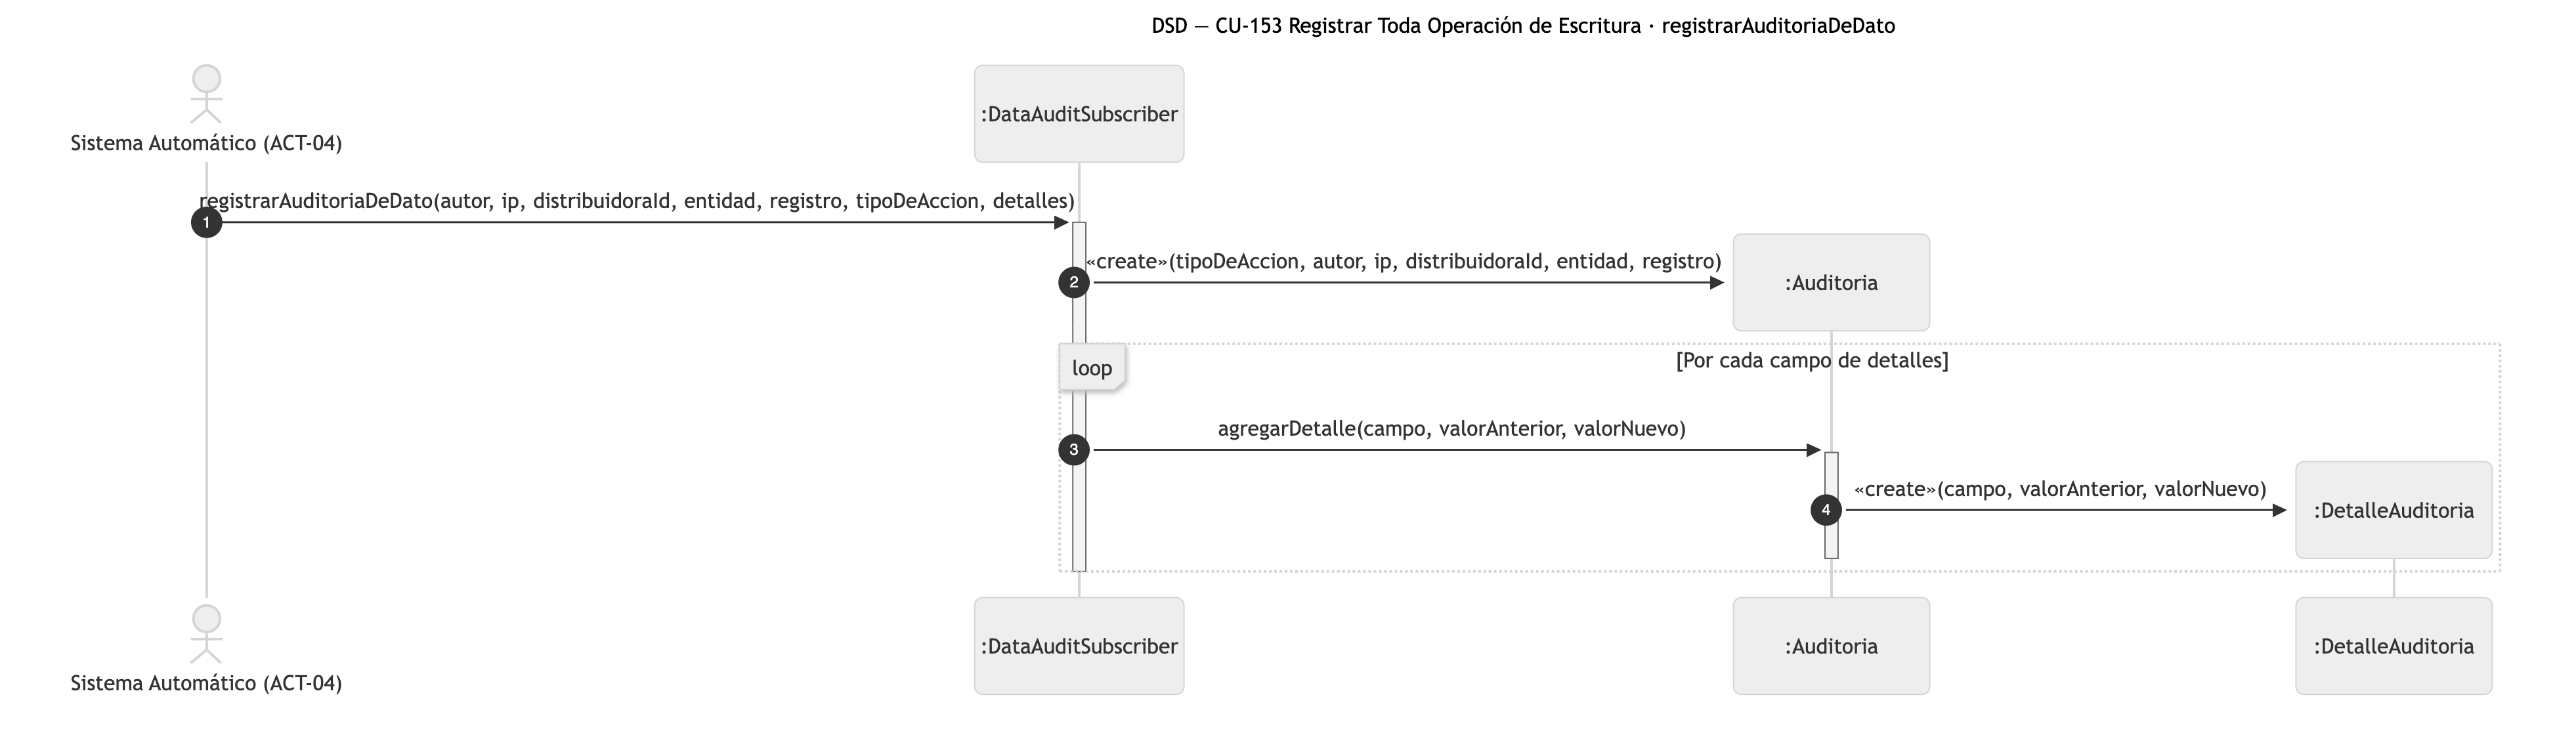 DSD — CU-153 Registrar Toda Operación de Escritura · registrarAuditoriaDeDato
Sistema Automático (ACT-04)
:DataAuditSubscriber
registrarAuditoriaDeDato(autor, ip, distribuidoraId, entidad, registro, tipoDeAccion, detalles)
1
«create»(tipoDeAccion, autor, ip, distribuidoraId, entidad, registro)
2
:Auditoria
loop
[Por cada campo de detalles]
agregarDetalle(campo, valorAnterior, valorNuevo)
3
«create»(campo, valorAnterior, valorNuevo)
4
:DetalleAuditoria
Sistema Automático (ACT-04)
:DataAuditSubscriber
:Auditoria
:DetalleAuditoria